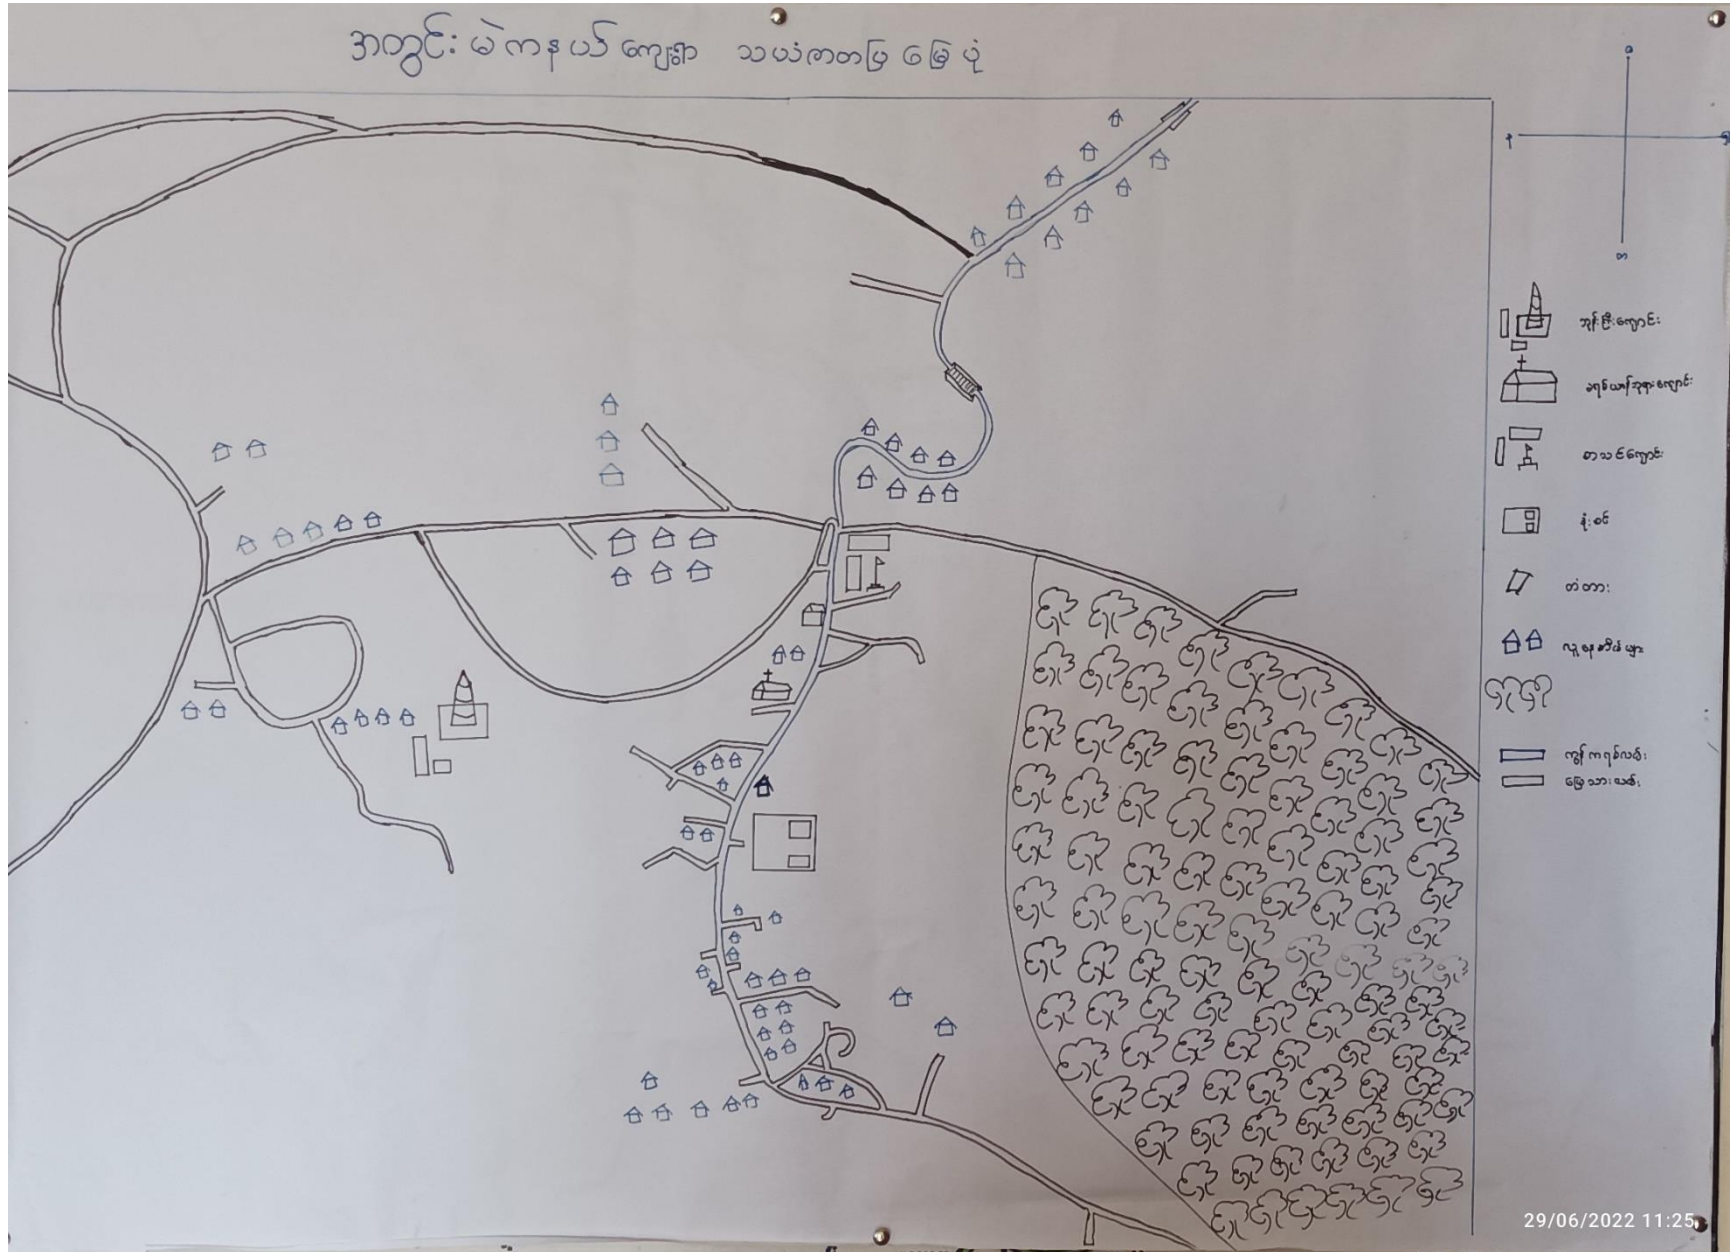 အတွင်းမဲကနယ်ကျေးရွာ သယံဇာတပြမြေပုံ
ဘုန်းကြီးကျောင်း
ခရစ်ယာန်ဘုရားကျောင်း
စာသင်ကျောင်း
တံတား
လူနေအိမ်များ
ကွန်ကရစ်လမ်း
မြေသားလမ်း
29/06/2022 11:25